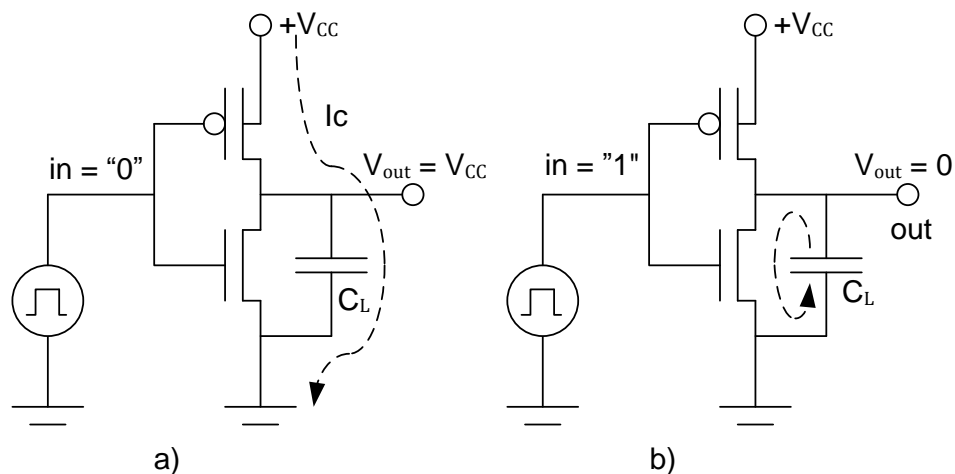 +V_CC
Ic
in = “0”
V_out = V_CC
C_L
a)
+V_CC
in = ”1"
V_out = 0
out
C_L
b)